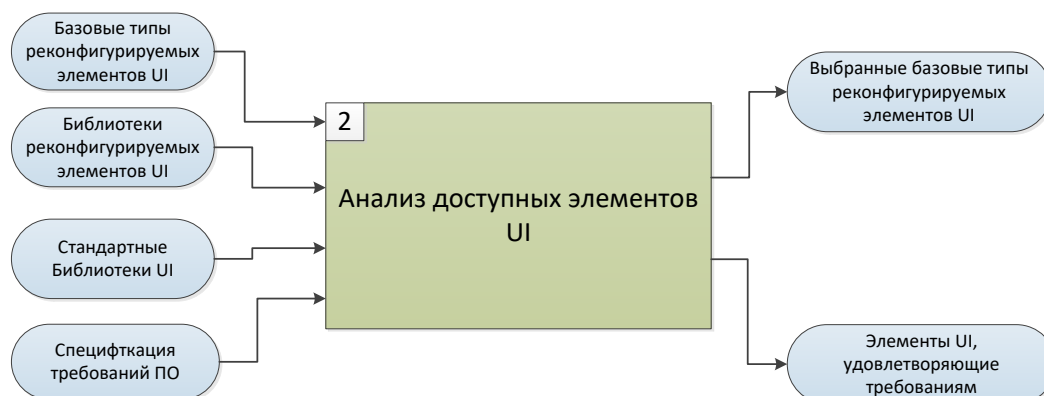 Базовые типы
реконфигурируемых
элементов UI
Библиотеки
реконфигурируемых
элементов UI
Стандартные
Библиотеки UI
Специфткация
требований ПО
2
Анализ доступных элементов
UI
Выбранные базовые типы
реконфигурируемых
элементов UI
Элементы UI,
удовлетворяющие
требованиям